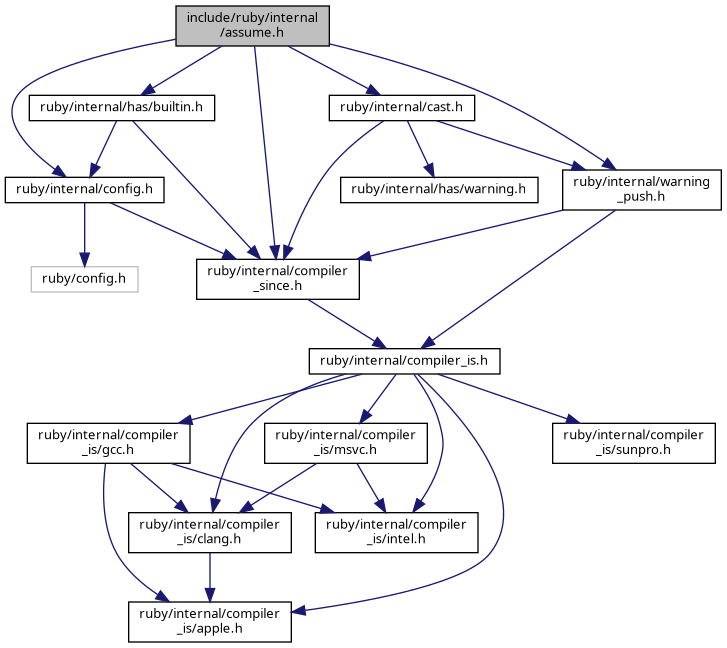 include/ruby/internal
/assume.h
ruby/internal/has/builtin.h
ruby/internal/cast.h
ruby/internal/config.h
ruby/internal/has/warning.h
ruby/internal/warning
_push.h
ruby/config.h
ruby/internal/compiler
_since.h
ruby/internal/compiler_is.h
ruby/internal/compiler
_is/gcc.h
ruby/internal/compiler
_is/msvc.h
ruby/internal/compiler
_is/sunpro.h
ruby/internal/compiler
_is/clang.h
ruby/internal/compiler
_is/intel.h
ruby/internal/compiler
_is/apple.h